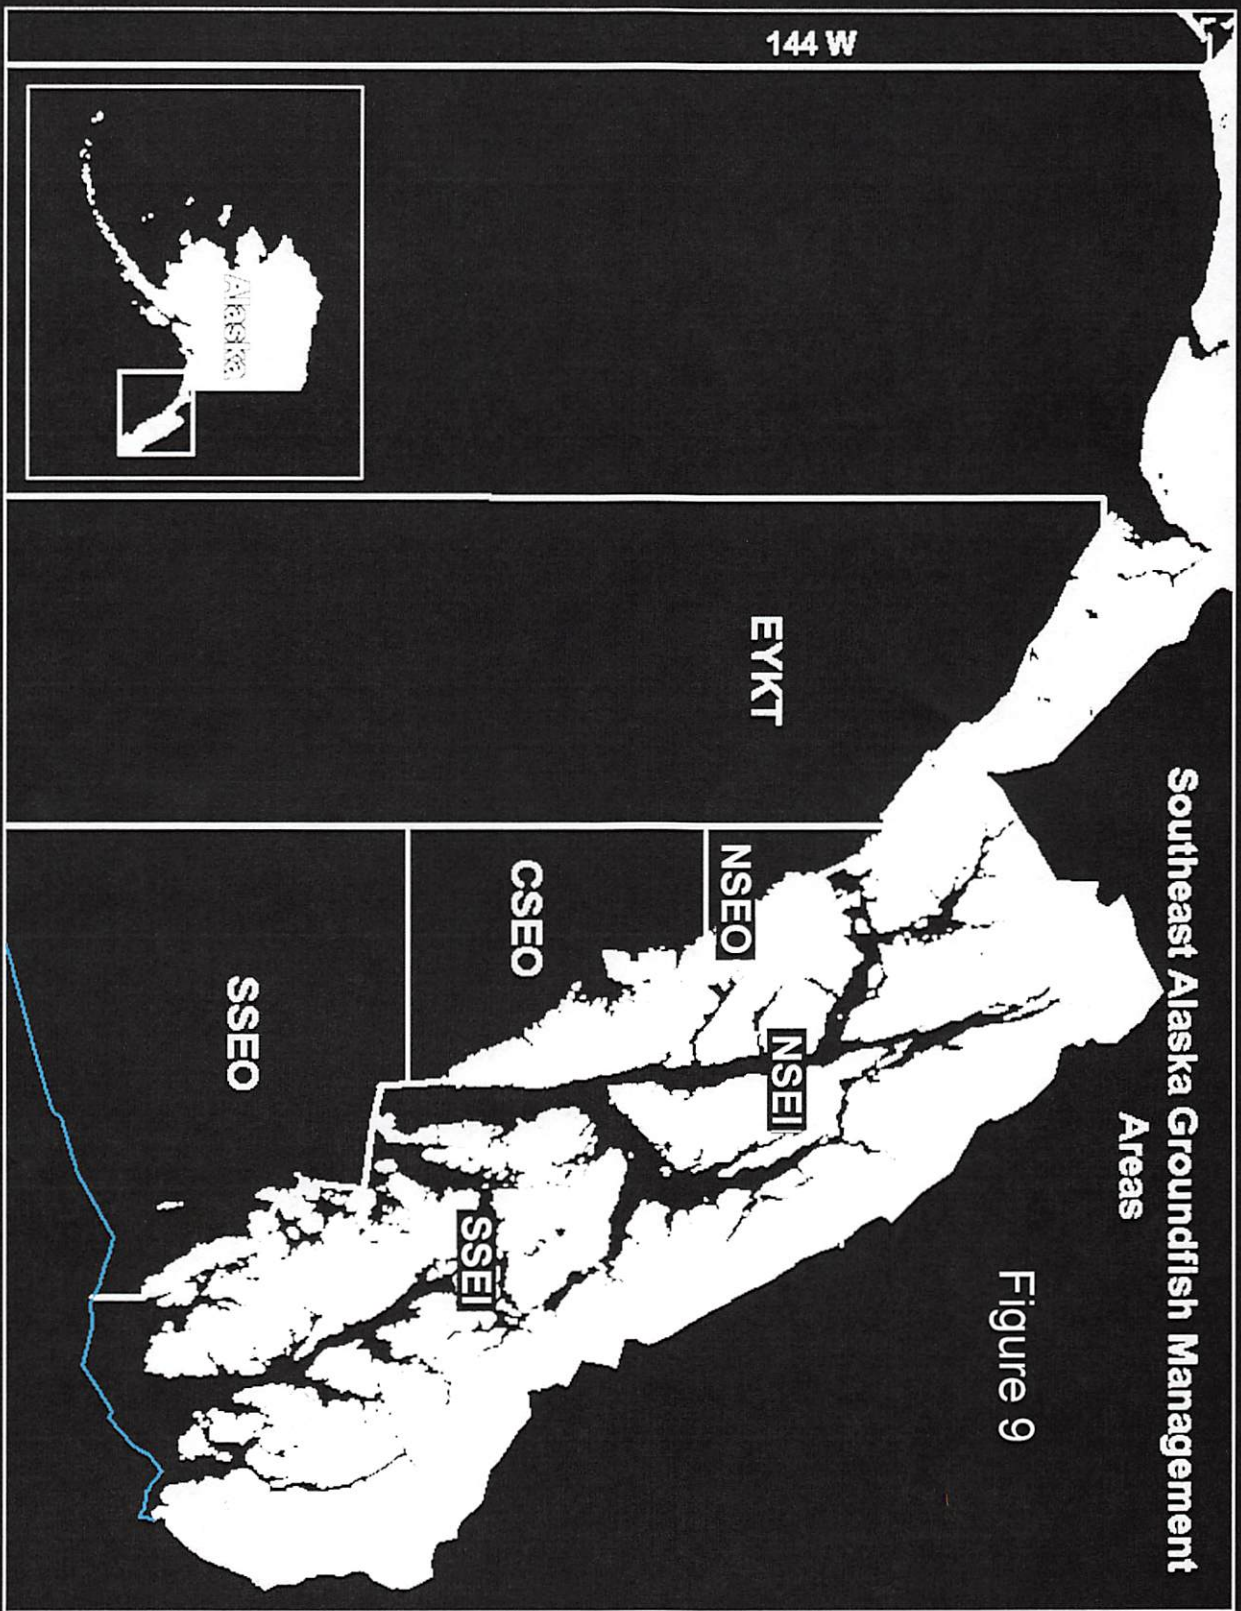 Southeast Alaska Groundfish Management
Areas
Figure 9
144 W
EYKT
NSEO
NSEI
CSEO
SSEI
SSEO
Alaska